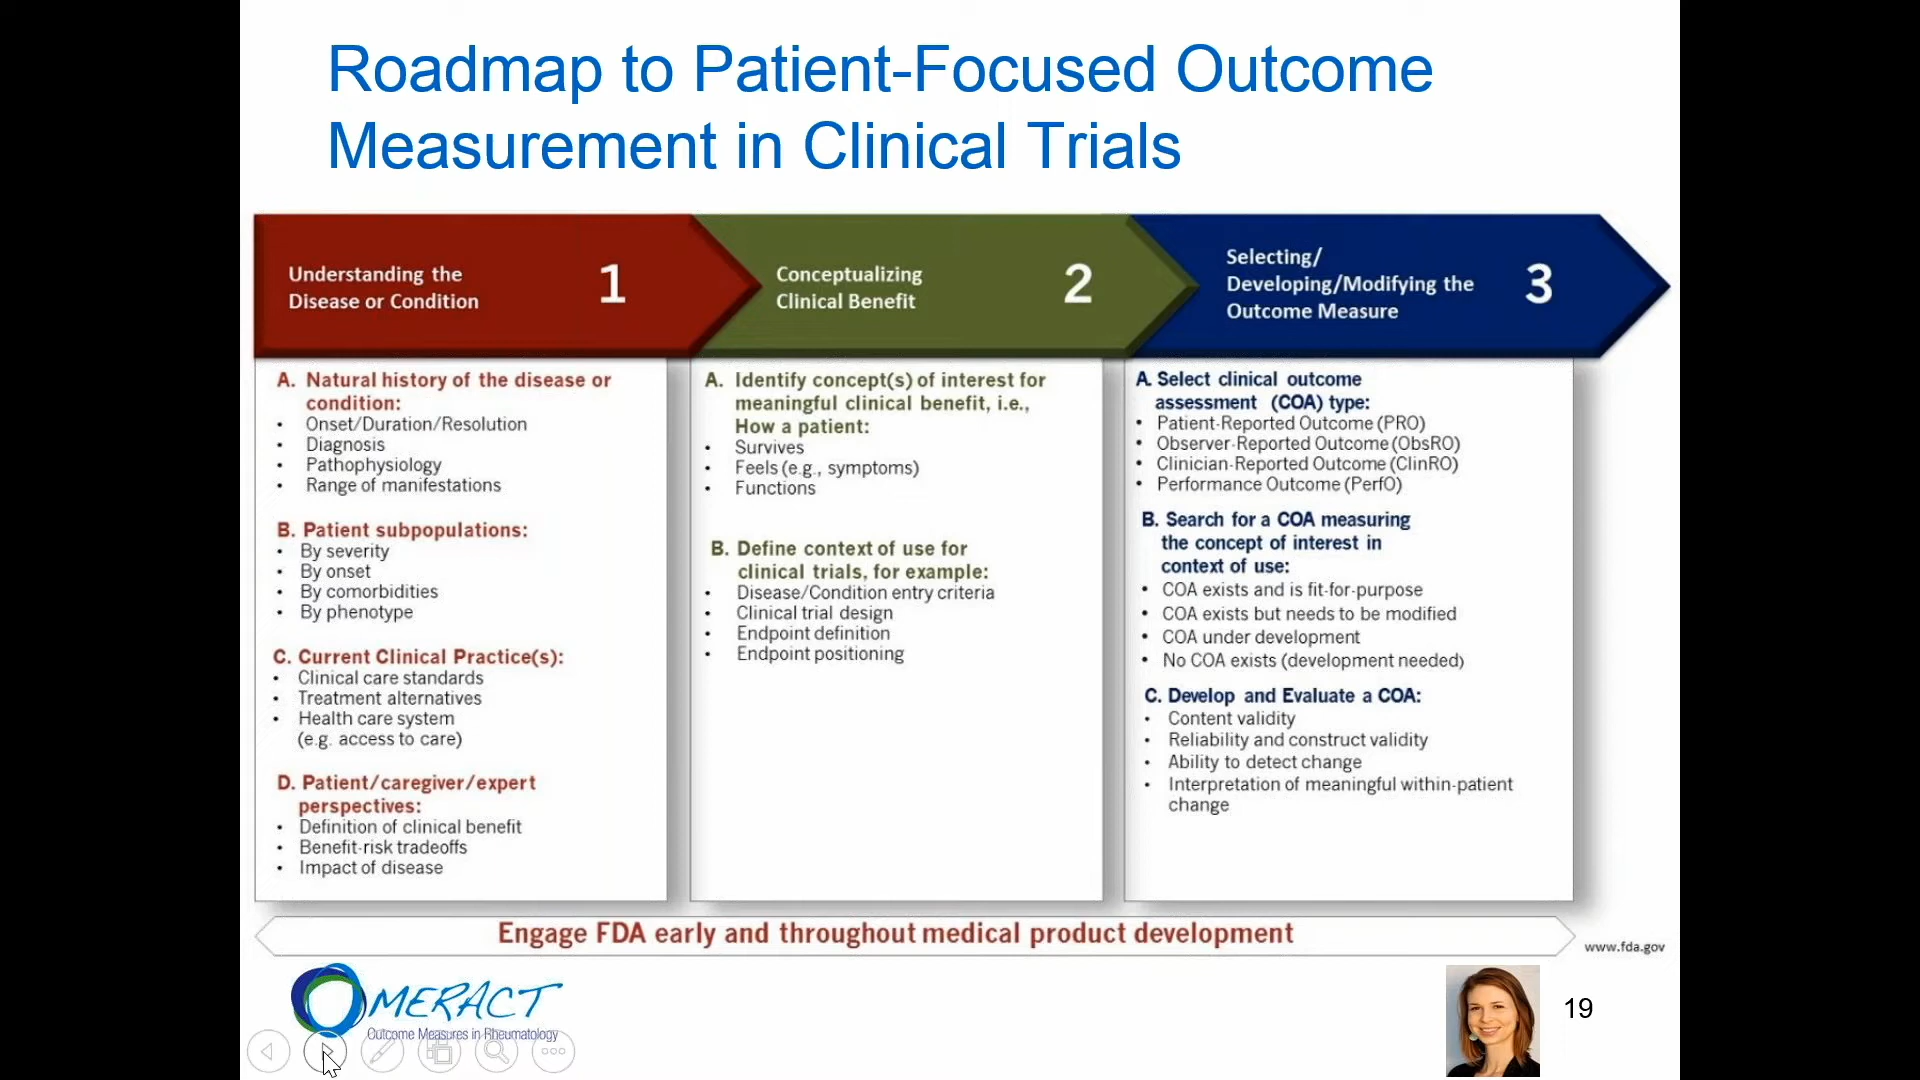 Roadmap to Patient-Focused Outcome
Measurement in Clinical Trials
Understanding the
Disease or Condition
1
Conceptualizing
Clinical Benefit
2
Selecting/
Developing/Modifying the
Outcome Measure
3
A. Natural history of the disease or
condition:
• Onset/Duration/Resolution
• Diagnosis
• Pathophysiology
• Range of manifestations
B. Patient subpopulations:
• By severity
• By onset
• By comorbidities
• By phenotype
C. Current Clinical Practice(s):
• Clinical care standards
• Treatment alternatives
• Health care system
(e.g. access to care)
D. Patient/caregiver/expert
perspectives:
• Definition of clinical benefit
• Benefit-risk tradeoffs
• Impact of disease
A. Identify concept(s) of interest for
meaningful clinical benefit, i.e.,
How a patient:
• Survives
• Feels (e.g., symptoms)
• Functions
B. Define context of use for
clinical trials, for example:
• Disease/Condition entry criteria
• Clinical trial design
• Endpoint definition
• Endpoint positioning
A. Select clinical outcome
assessment (COA) type:
• Patient-Reported Outcome (PRO)
• Observer-Reported Outcome (ObsRO)
• Clinician-Reported Outcome (ClinRO)
• Performance Outcome (PerfO)
B. Search for a COA measuring
the concept of interest in
context of use:
• COA exists and is fit-for-purpose
• COA exists but needs to be modified
• COA under development
• No COA exists (development needed)
C. Develop and Evaluate a COA:
• Content validity
• Reliability and construct validity
• Ability to detect change
• Interpretation of meaningful within-patient
change
Engage FDA early and throughout medical product development
www.fda.gov
OMERACT
Outcome Measures in Rheumatology
19